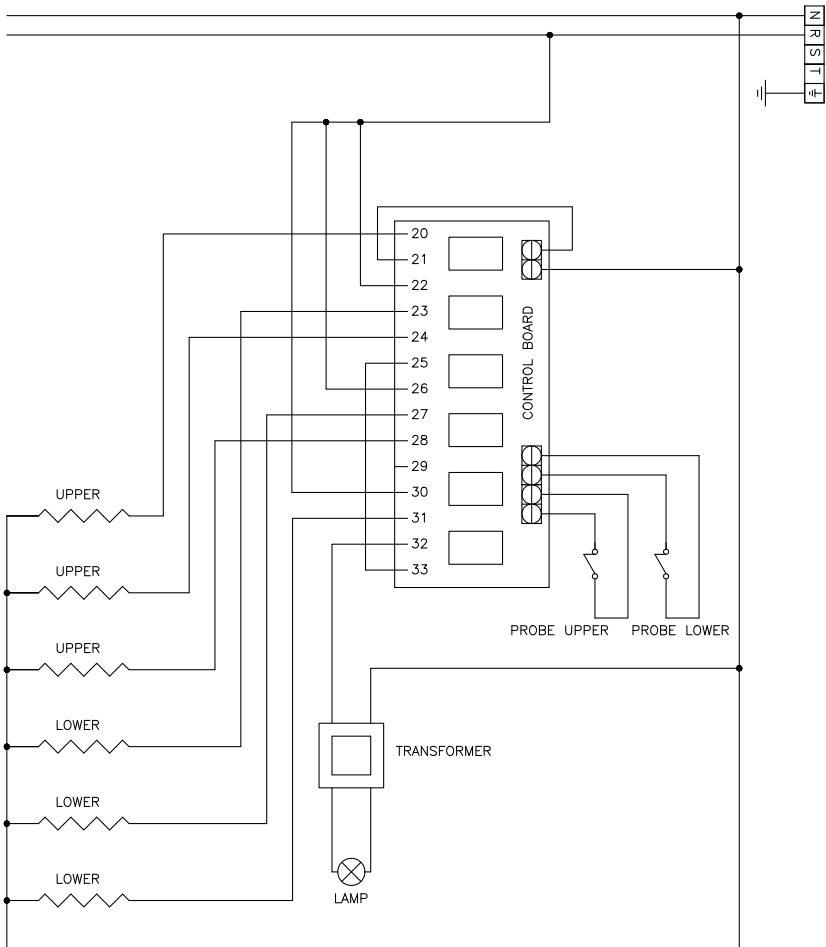 N
R
S
T
20
21
22
23
24
25
26
27
28
29
30
31
32
33
CONTROL BOARD
UPPER
UPPER
UPPER
LOWER
LOWER
LOWER
PROBE UPPER
PROBE LOWER
TRANSFORMER
LAMP